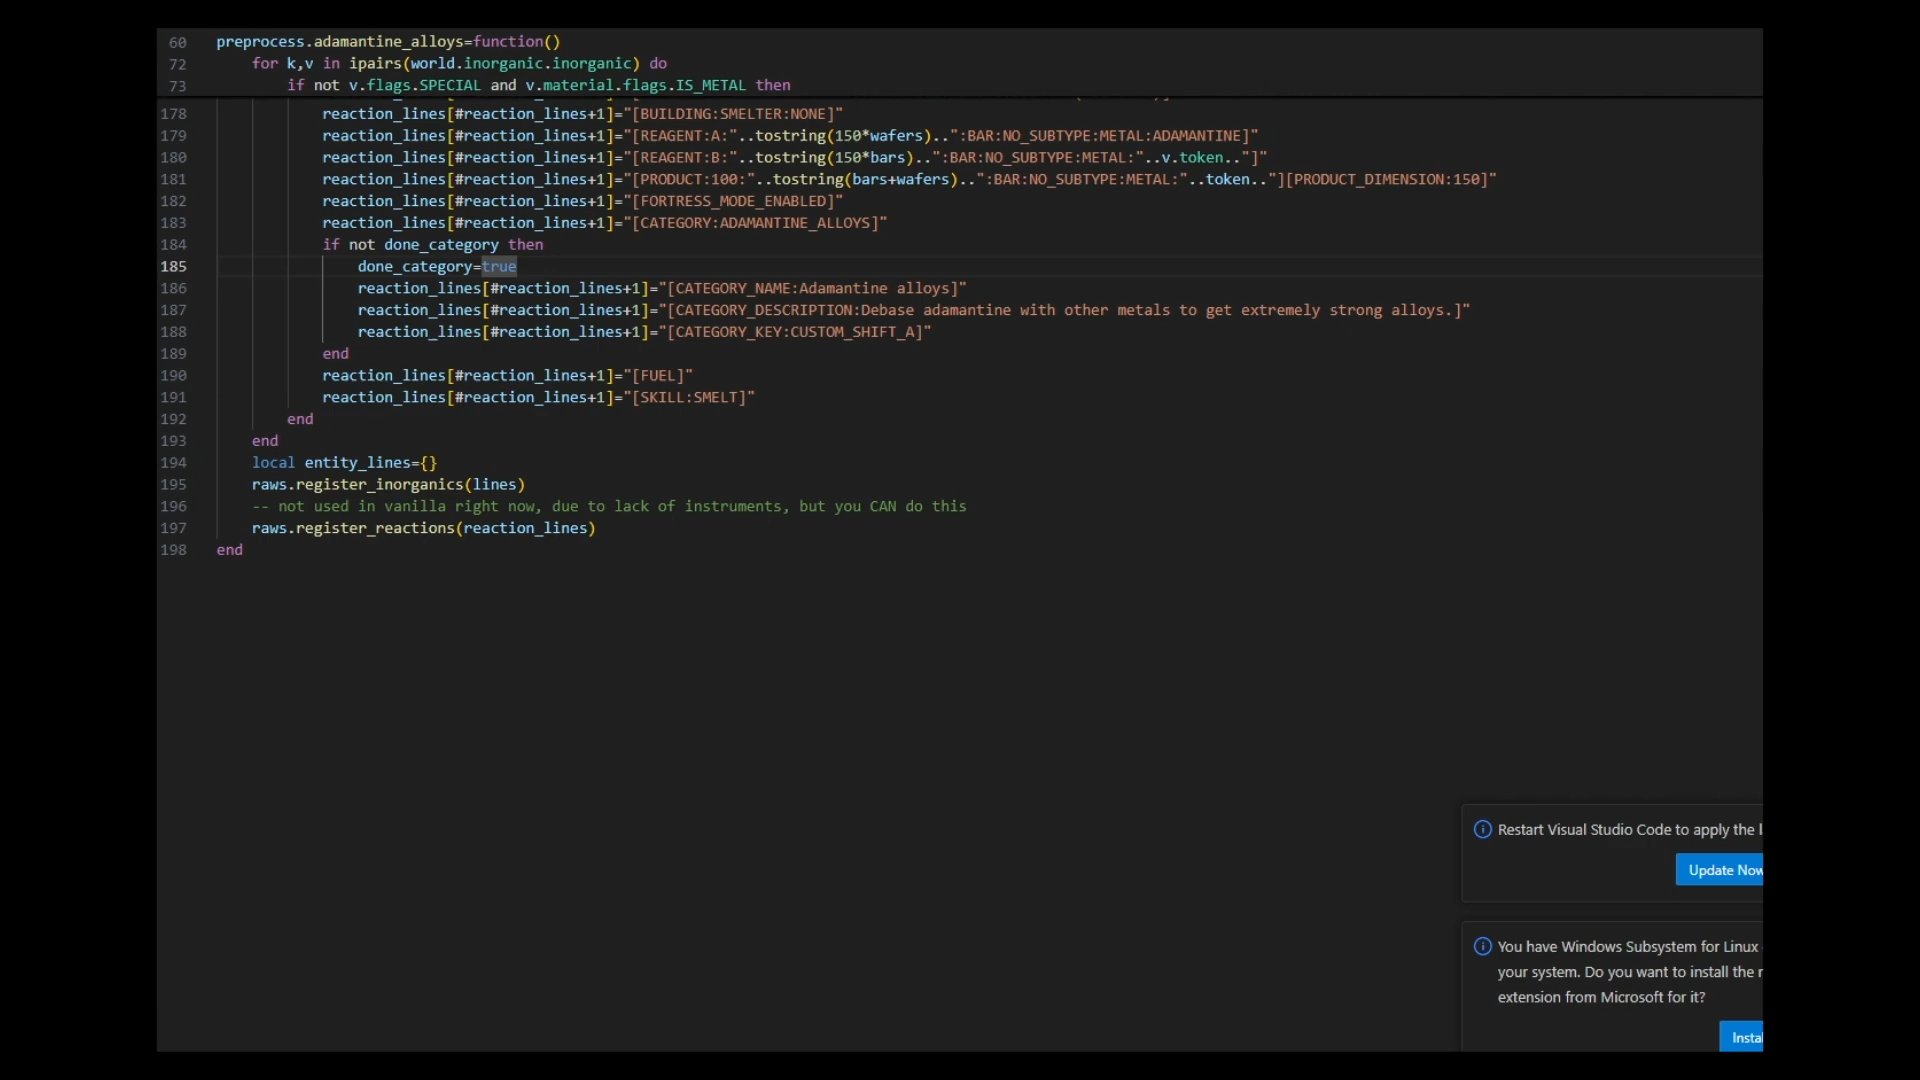 60 preprocess.adamantine_alloys=function()
72 for k,v in ipairs(world.inorganic.inorganic) do
73 if not v.flags.SPECIAL and v.material.flags.IS_METAL then
178 reaction_lines[#reaction_lines+1]="[BUILDING:SMELTER:NONE]"
179 reaction_lines[#reaction_lines+1]="[REAGENT:A:"..tostring(150*wafers)..":BAR:NO_SUBTYPE:METAL:ADAMANTINE]"
180 reaction_lines[#reaction_lines+1]="[REAGENT:B:"..tostring(150*bars)..":BAR:NO_SUBTYPE:METAL:"..v.token.."]"
181 reaction_lines[#reaction_lines+1]="[PRODUCT:100:"..tostring(bars+wafers)..":BAR:NO_SUBTYPE:METAL:"..token.."][PRODUCT_DIMENSION:150]"
182 reaction_lines[#reaction_lines+1]="[FORTRESS_MODE_ENABLED]"
183 reaction_lines[#reaction_lines+1]="[CATEGORY:ADAMANTINE_ALLOYS]"
184 if not done_category then
185 done_category=true
186 reaction_lines[#reaction_lines+1]="[CATEGORY_NAME:Adamantine alloys]"
187 reaction_lines[#reaction_lines+1]="[CATEGORY_DESCRIPTION:Debase adamantine with other metals to get extremely strong alloys.]"
188 reaction_lines[#reaction_lines+1]="[CATEGORY_KEY:CUSTOM_SHIFT_A]"
189 end
190 reaction_lines[#reaction_lines+1]="[FUEL]"
191 reaction_lines[#reaction_lines+1]="[SKILL:SMELT]"
192 end
193 end
194 local entity_lines={}
195 raws.register_inorganics(lines)
196 -- not used in vanilla right now, due to lack of instruments, but you CAN do this
197 raws.register_reactions(reaction_lines)
198 end
Restart Visual Studio Code to apply the
Update Now
You have Windows Subsystem for Linux
your system. Do you want to install the
extension from Microsoft for it?
Instal